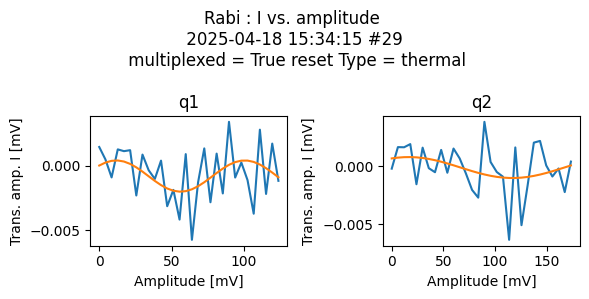 Rabi : I vs. amplitude
2025-04-18 15:34:15 #29
multiplexed = True reset Type = thermal
q1
q2
Trans. amp. I [mV]
0.000
−0.005
0
50
100
Amplitude [mV]
Trans. amp. I [mV]
0.000
−0.005
0
50
100
150
Amplitude [mV]